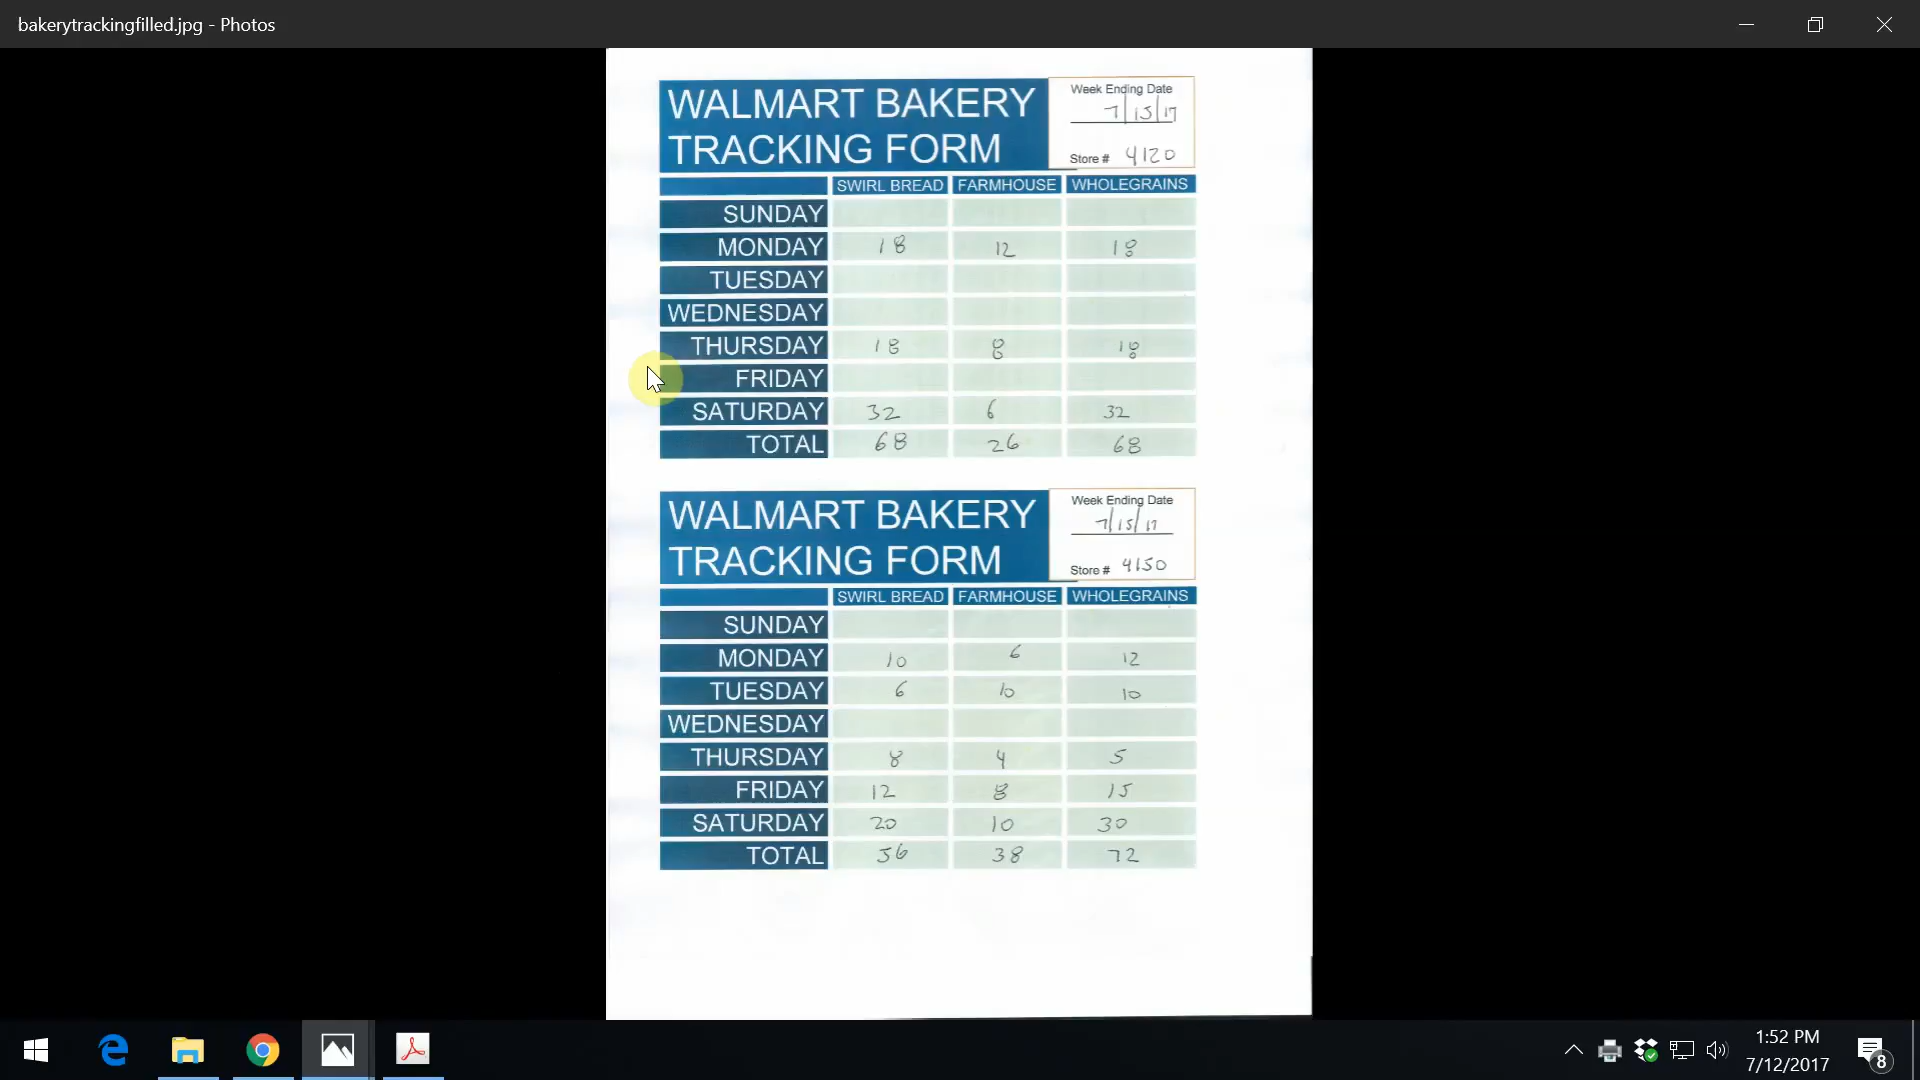 bakerytrackingfilled.jpg - Photos
WALMART BAKERY
TRACKING FORM
Week Ending Date
7/15/17
Store # 4120
SWIRL BREAD FARMHOUSE WHOLEGRAINS
SUNDAY
MONDAY 18 12 18
TUESDAY
WEDNESDAY
THURSDAY 18 8 18
FRIDAY
SATURDAY 32 6 32
TOTAL 68 26 68
WALMART BAKERY
TRACKING FORM
Week Ending Date
7/15/17
Store # 4150
SWIRL BREAD FARMHOUSE WHOLEGRAINS
SUNDAY
MONDAY 10 6 12
TUESDAY 6 10 10
WEDNESDAY
THURSDAY 8 4 5
FRIDAY 12 8 15
SATURDAY 20 10 30
TOTAL 56 38 72
1:52 PM
7/12/2017
8